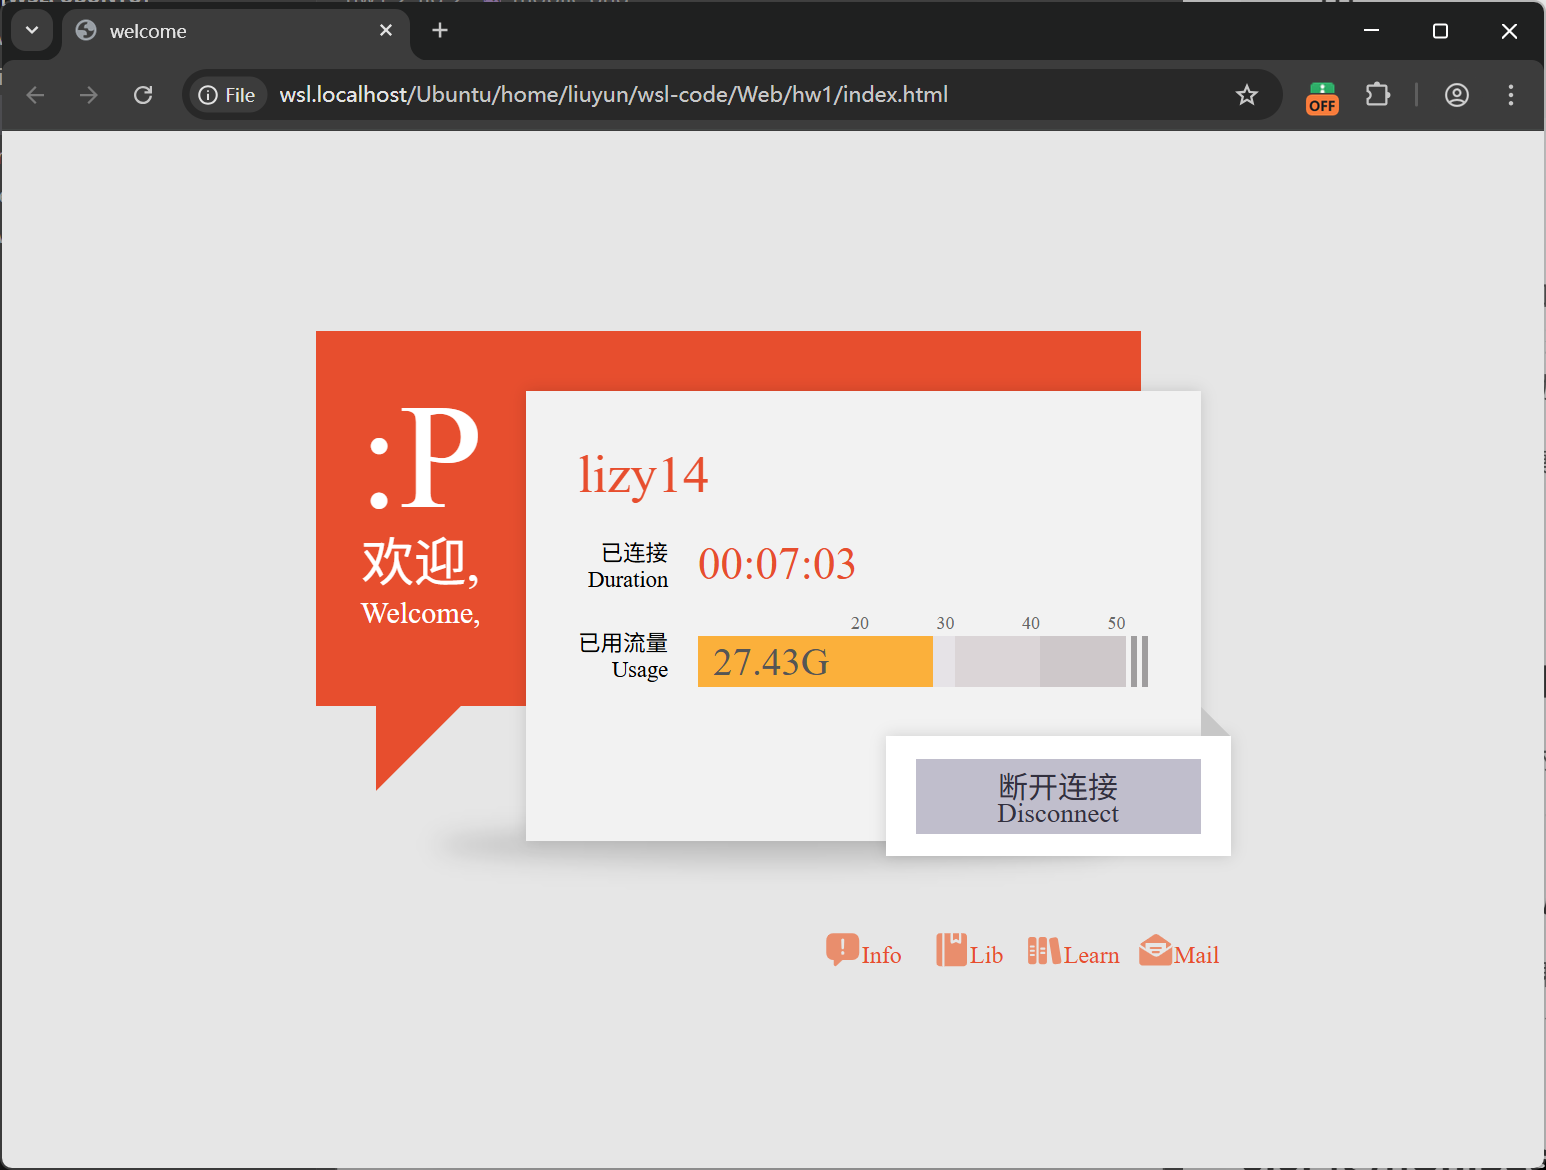 welcome
File
wsl.localhost/Ubuntu/home/liuyun/wsl-code/Web/hw1/index.html
OFF
:P
欢迎,
Welcome,
lizy14
已连接
Duration
00:07:03
20 30 40 50
已用流量
Usage
27.43G
断开连接
Disconnect
Info Lib Learn Mail